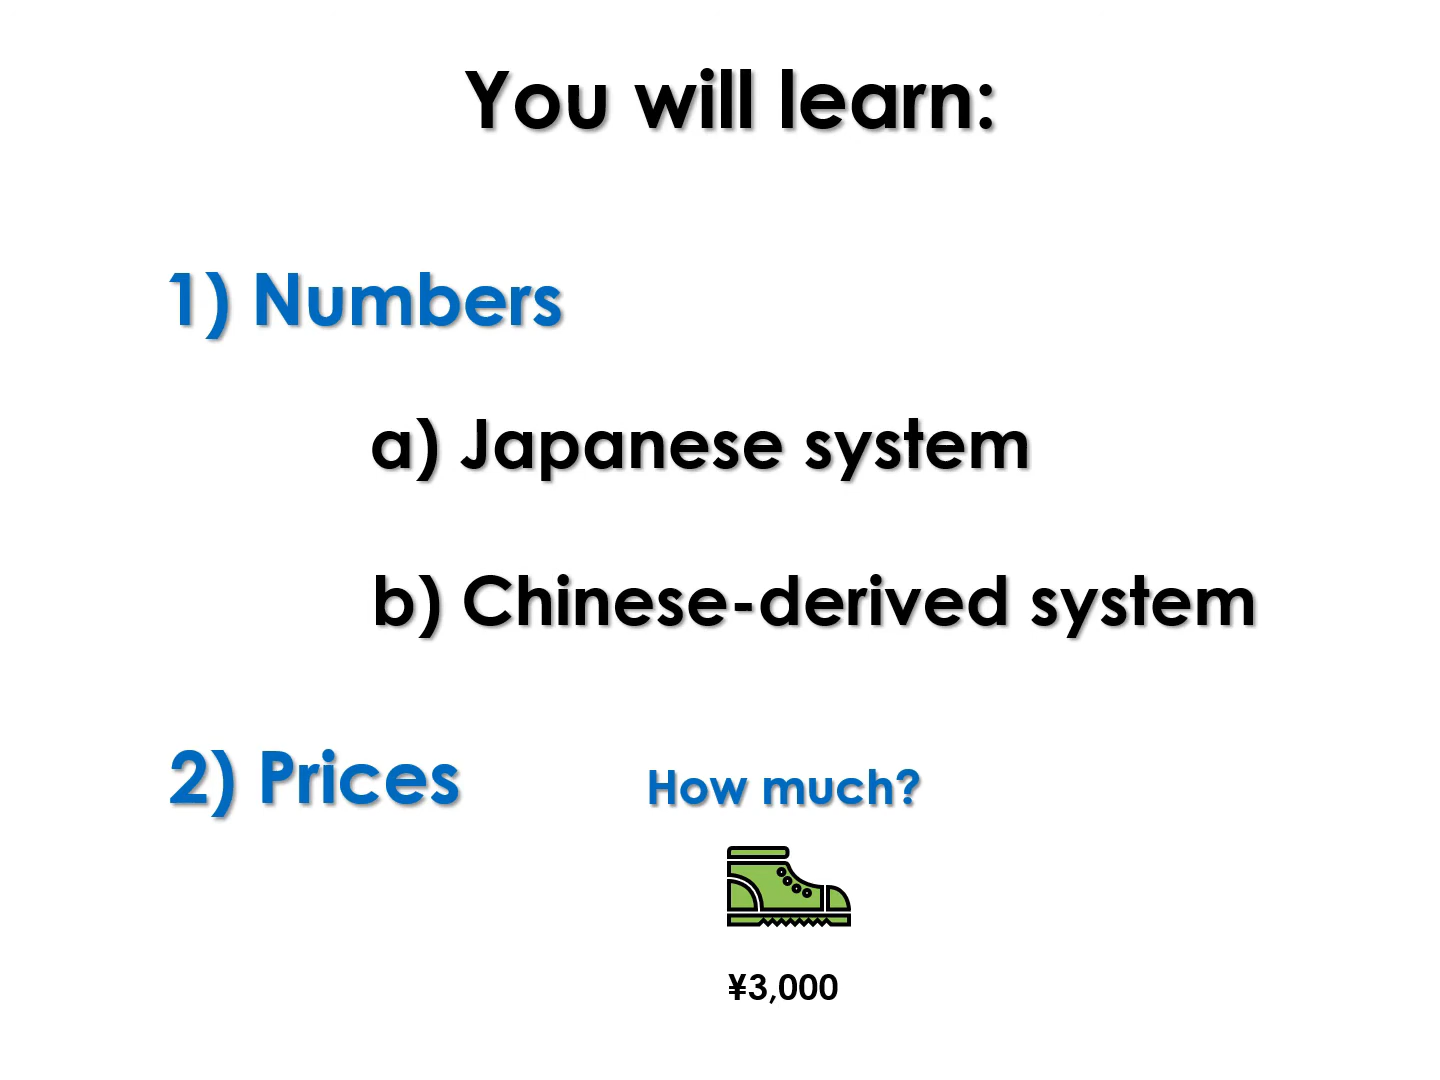 You will learn:
1) Numbers
a) Japanese system
b) Chinese-derived system
2) Prices
How much?
¥3,000